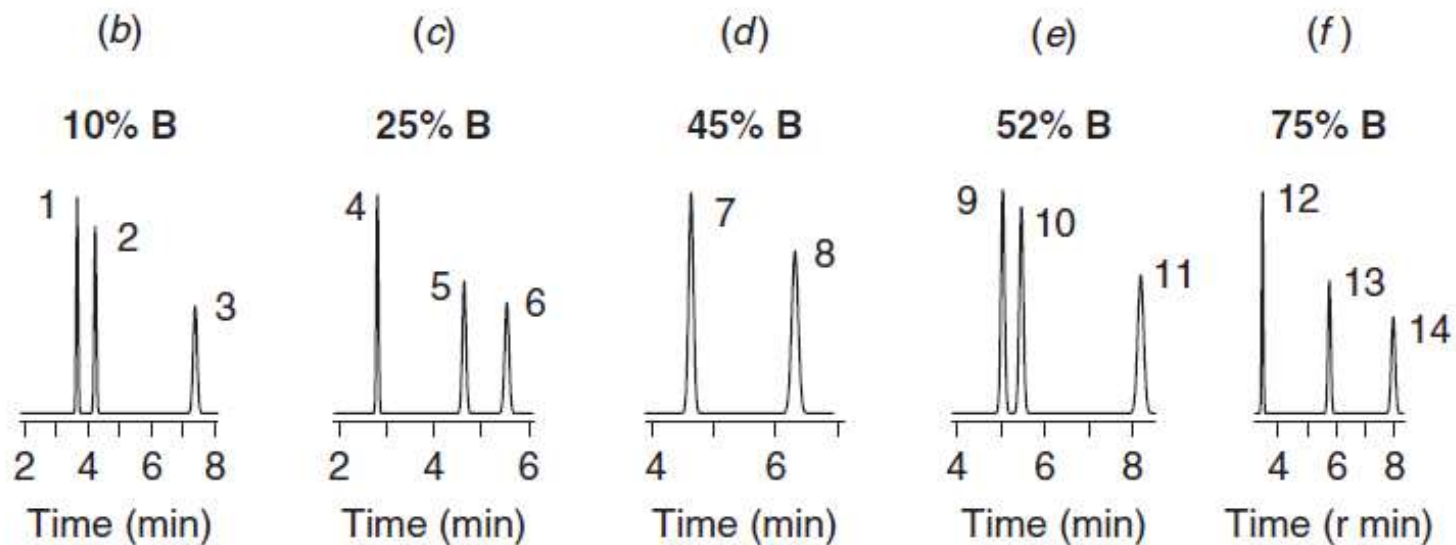 (b) (c) (d) (e) (f)
10% B 25% B 45% B 52% B 75% B
1 2 3 4 5 6 7 8 9 10 11 12 13 14
2 4 6 8 2 4 6 4 6 4 6 8 4 6 8
Time (min) Time (min) Time (min) Time (min) Time (r min)